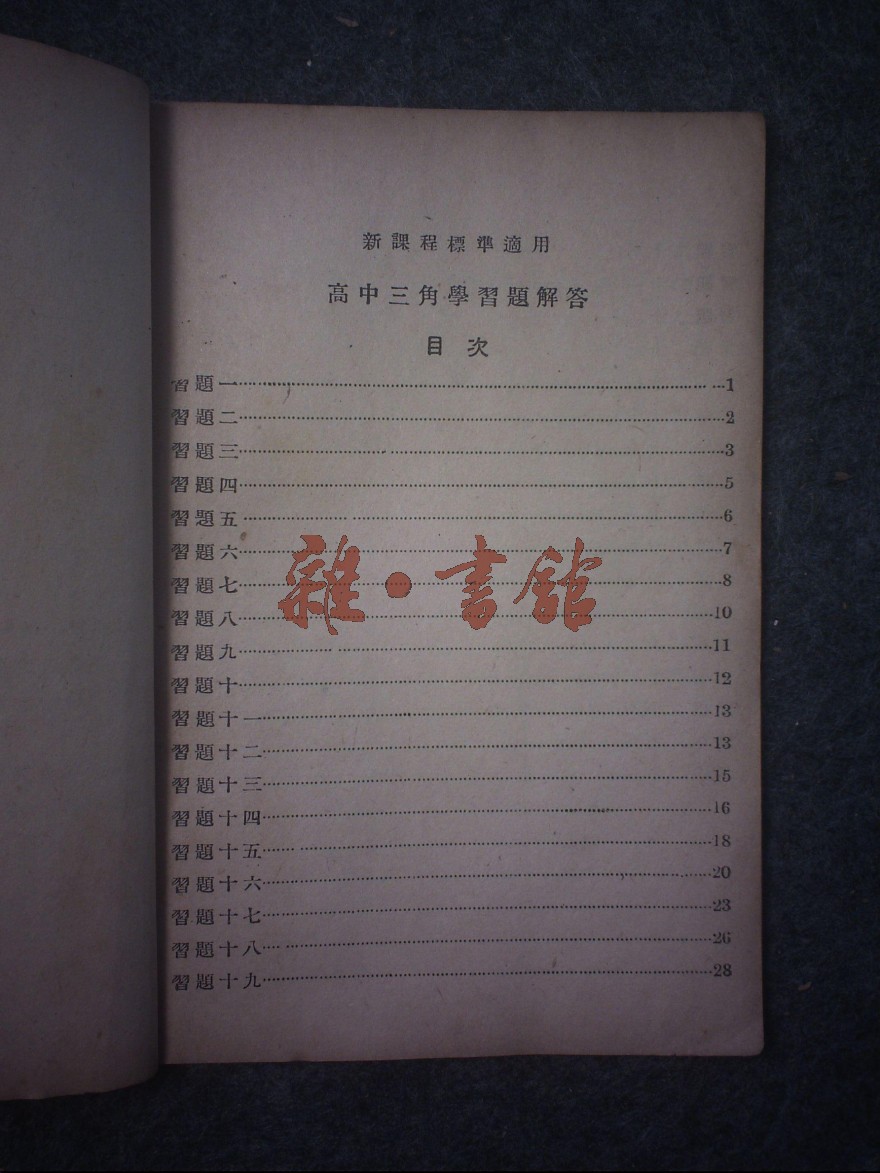 新課程標準適用
高中三角學習題解答
目次
習題一……1
習題二……2
習題三……3
習題四……5
習題五……6
習題六……7
習題七……8
習題八……10
習題九……11
習題十……12
習題十一……13
習題十二……13
習題十三……15
習題十四……16
習題十五……18
習題十六……20
習題十七……23
習題十八……26
習題十九……28
雜·書館